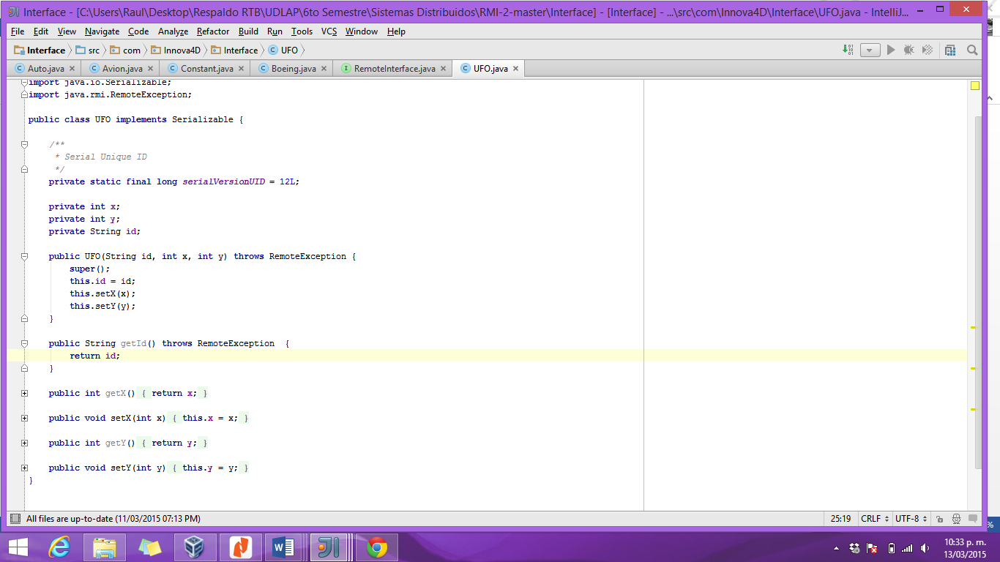 Interface - [C:\Users\Raul\Desktop\Respaldo RTB\UDLAP\6to Semestre\Sistemas Distribuidos\RMI-2-master\Interface] - [Interface] - ...\src\com\Innova4D\Interface\UFO.java - IntelliJ...
File Edit View Navigate Code Analyze Refactor Build Run Tools VCS Window Help
Interface src com Innova4D Interface UFO
Auto.java Avion.java Constant.java Boeing.java RemoteInterface.java UFO.java
import java.io.Serializable;
import java.rmi.RemoteException;
public class UFO implements Serializable {
/**
* Serial Unique ID
*/
private static final long serialVersionUID = 12L;
private int x;
private int y;
private String id;
public UFO(String id, int x, int y) throws RemoteException {
super();
this.id = id;
this.setX(x);
this.setY(y);
}
public String getId() throws RemoteException {
return id;
}
public int getX() { return x; }
public void setX(int x) { this.x = x; }
public int getY() { return y; }
public void setY(int y) { this.y = y; }
}
All files are up-to-date (11/03/2015 07:13 PM) 25:19 CRLF UTF-8 %
10:33 p. m.
13/03/2015